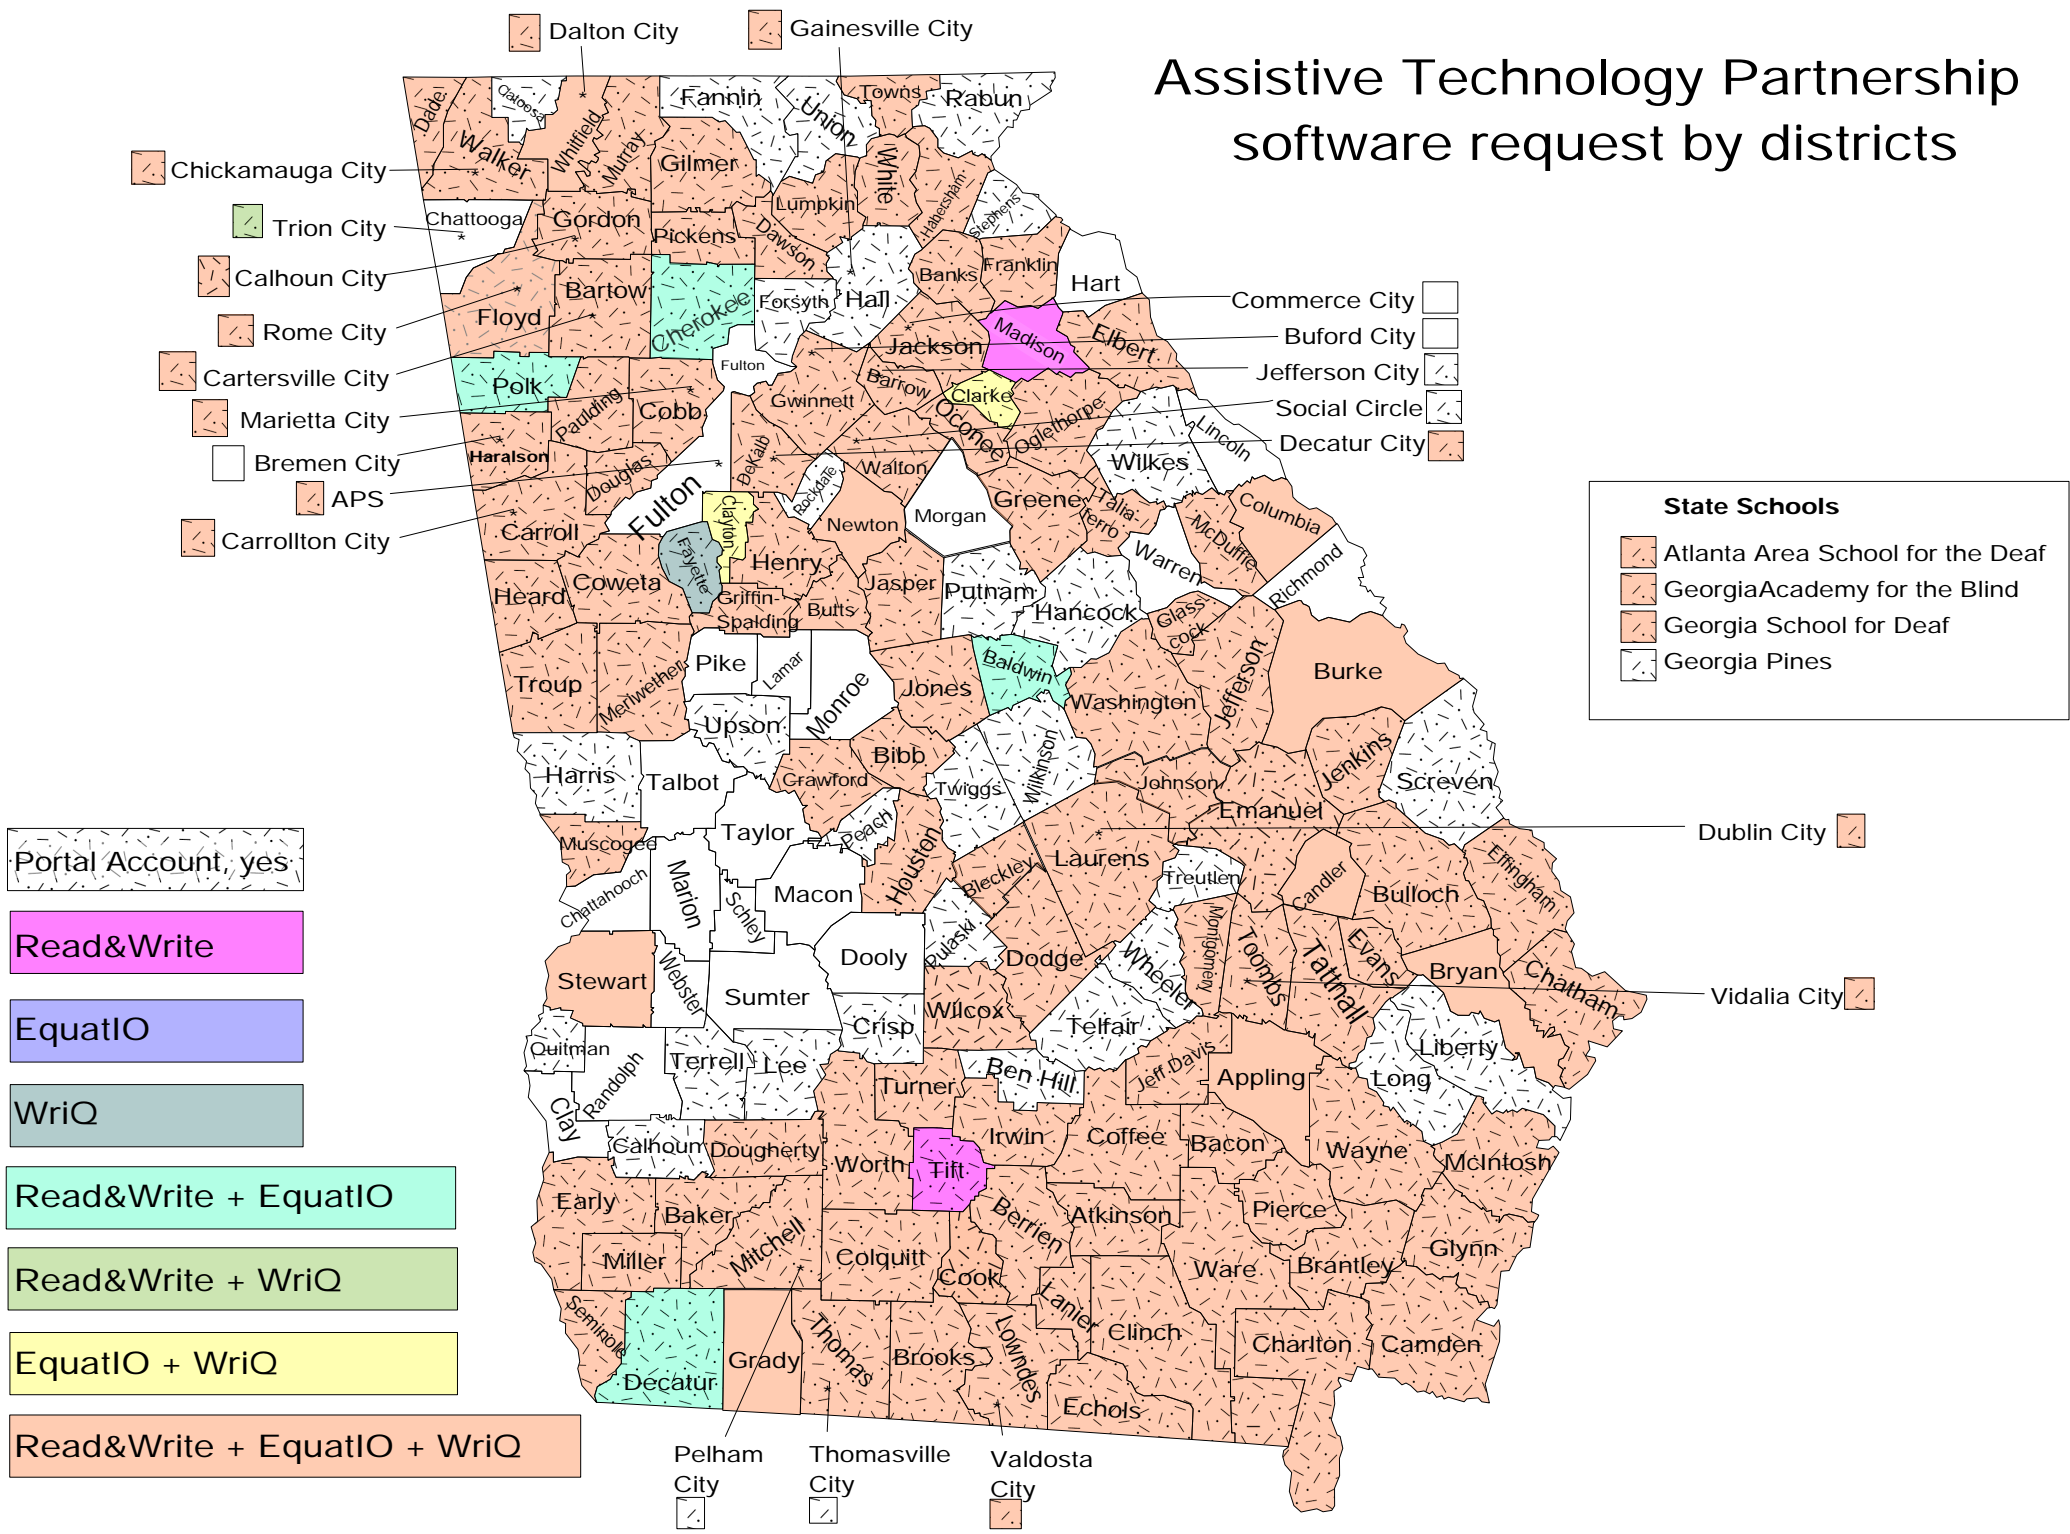 Dalton City
Gainesville City
Assistive Technology Partnership
software request by districts
Dade
Catoosa
Fannin
Union
Towns
Rabun
Walker
Whitfield
Murray
Gilmer
White
Habersham
Stephens
Lumpkin
Chickamauga City
Trion City
Chattooga
Gordon
Pickens
Dawson
Calhoun City
Bartow
Cherokee
Forsyth
Hall
Banks
Franklin
Hart
Commerce City
Rome City
Floyd
Buford City
Jackson
Madison
Elbert
Fulton
Cartersville City
Polk
Jefferson City
Barrow
Clarke
Marietta City
Paulding
Cobb
Gwinnett
Oconee
Oglethorpe
Social Circle
Decatur City
Bremen City
Haralson
Douglas
DeKalb
Walton
Rockdale
Wilkes
Lincoln
APS
Fulton
Clayton
Newton
Morgan
Greene
Talia-
ferro
McDuffie
Columbia
Carrollton City
Carroll
Fayette
Henry
Warren
Richmond
State Schools
Atlanta Area School for the Deaf
GeorgiaAcademy for the Blind
Georgia School for Deaf
Georgia Pines
Heard
Coweta
Griffin-
Spalding
Butts
Jasper
Putnam
Hancock
Glass-
cock
Troup
Meriwether
Pike
Lamar
Monroe
Jones
Baldwin
Washington
Jefferson
Burke
Upson
Harris
Talbot
Crawford
Bibb
Twiggs
Wilkinson
Johnson
Emanuel
Jenkins
Screven
Muscogee
Taylor
Peach
Houston
Bleckley
Laurens
Dublin City
Treutlen
Candler
Bulloch
Effingham
Portal Account, yes
Chattahooch
Marion
Schley
Macon
Dooly
Pulaski
Dodge
Wheeler
Montgomery
Toombs
Tattnall
Evans
Bryan
Chatham
Vidalia City
Read&Write
Stewart
Webster
Sumter
Crisp
Wilcox
Telfair
EquatIO
Quitman
Randolph
Terrell
Lee
Turner
Ben Hill
Jeff Davis
Appling
Long
Liberty
WriQ
Clay
Calhoun
Dougherty
Worth
Tift
Irwin
Coffee
Bacon
Wayne
McIntosh
Read&Write + EquatIO
Early
Baker
Mitchell
Berrien
Atkinson
Pierce
Read&Write + WriQ
Miller
Colquitt
Cook
Ware
Brantley
Glynn
EquatIO + WriQ
Seminole
Decatur
Grady
Thomas
Brooks
Lowndes
Lanier
Clinch
Charlton
Camden
Echols
Read&Write + EquatIO + WriQ
Pelham
City
Thomasville
City
Valdosta
City